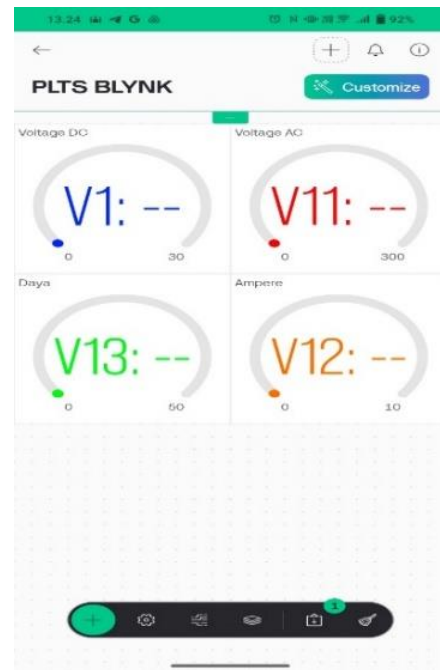 13.24 G 92%
PLTS BLYNK
Customize
Voltage DC
V1: --
0 30
Voltage AC
V11: --
0 300
Daya
V13: --
0 50
Ampere
V12: --
0 10
1